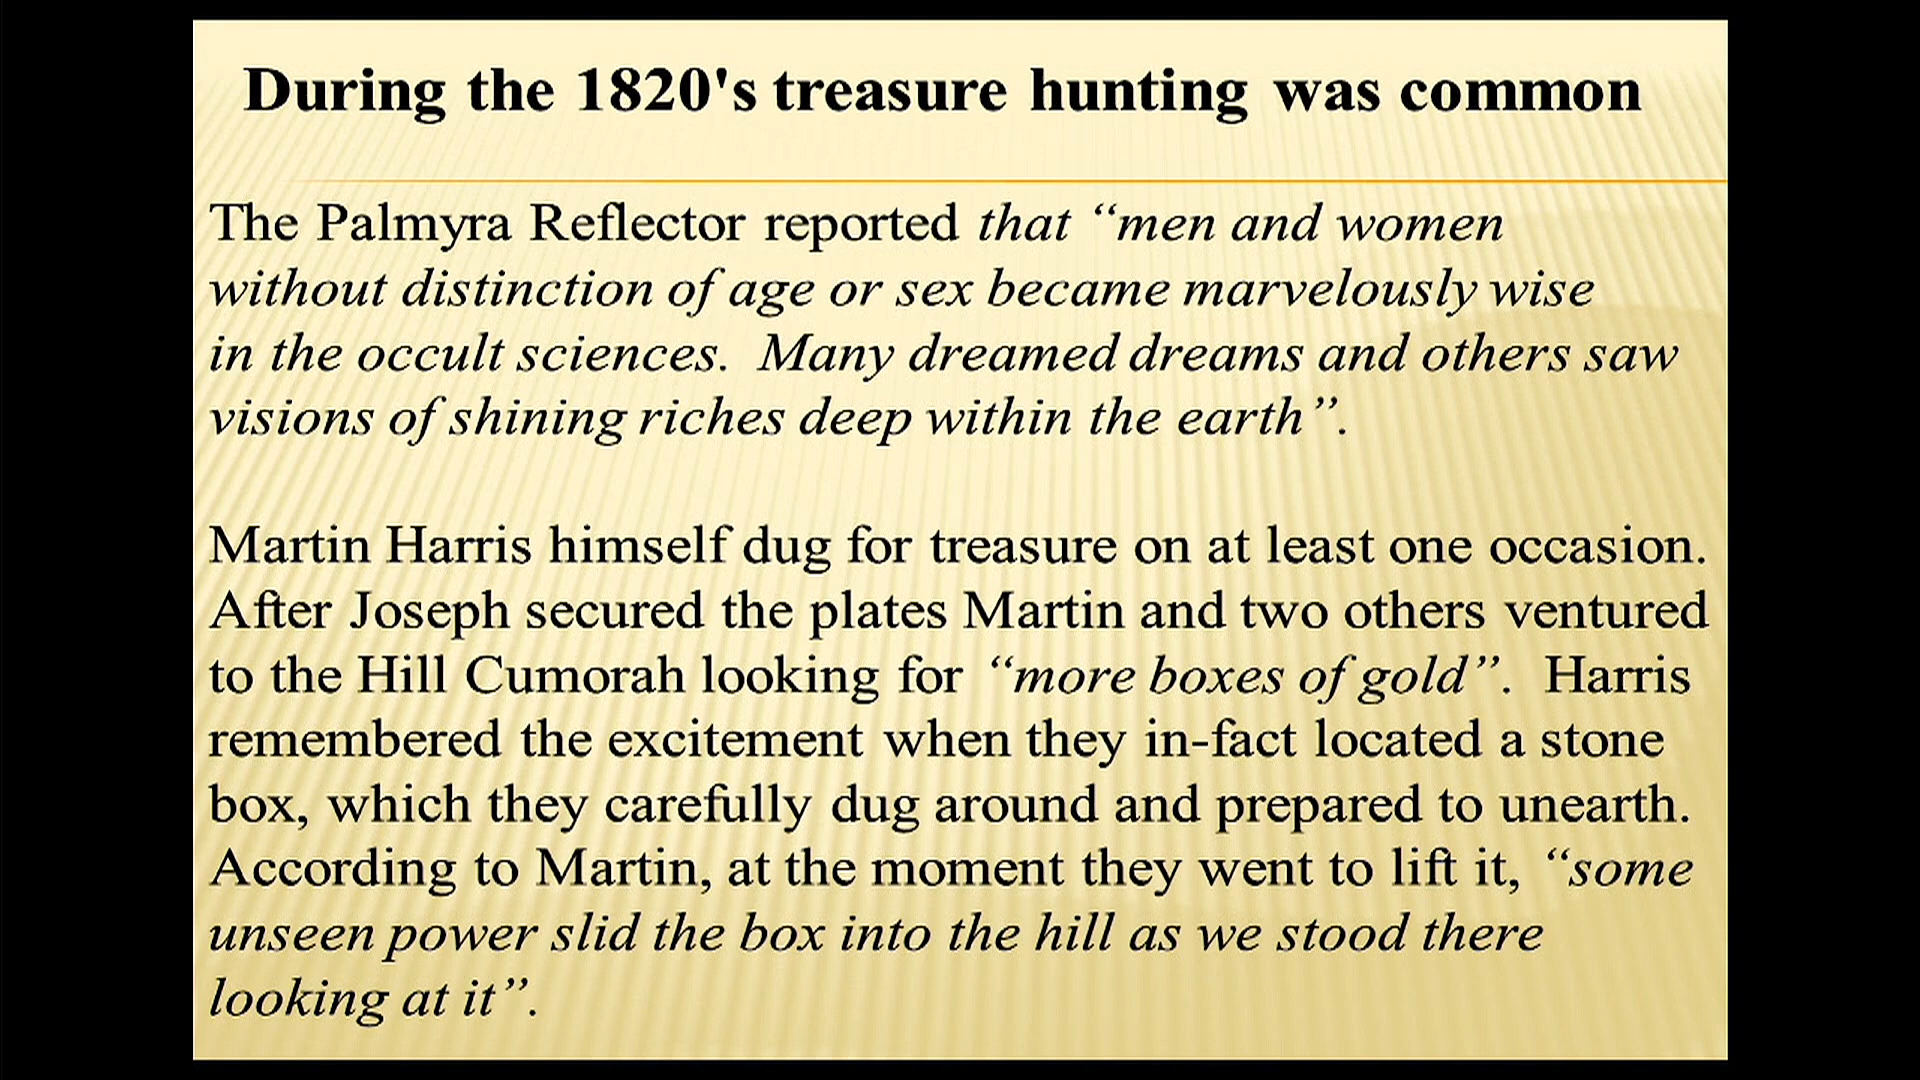 During the 1820's treasure hunting was common
The Palmyra Reflector reported that “men and women
without distinction of age or sex became marvelously wise
in the occult sciences. Many dreamed dreams and others saw
visions of shining riches deep within the earth”.
Martin Harris himself dug for treasure on at least one occasion.
After Joseph secured the plates Martin and two others ventured
to the Hill Cumorah looking for “more boxes of gold”. Harris
remembered the excitement when they in-fact located a stone
box, which they carefully dug around and prepared to unearth.
According to Martin, at the moment they went to lift it, “some
unseen power slid the box into the hill as we stood there
looking at it”.